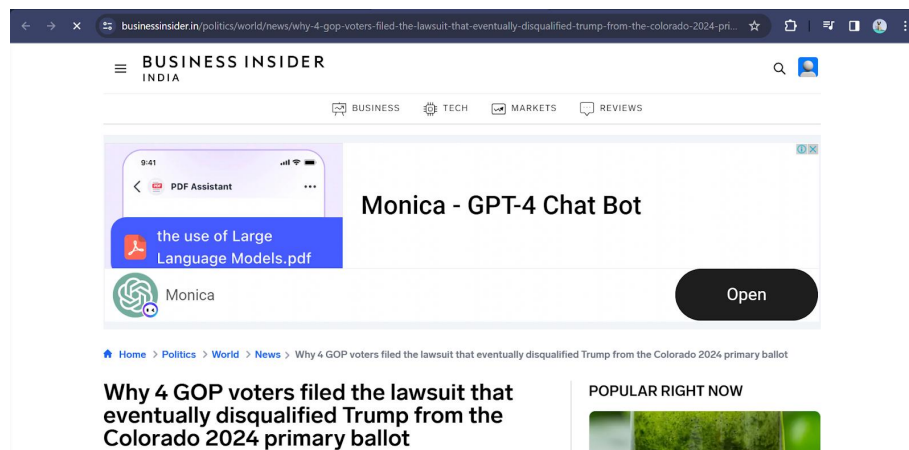 businessinsider.in/politics/world/news/why-4-gop-voters-filed-the-lawsuit-that-eventually-disqualified-trump-from-the-colorado-2024-pri...
BUSINESS INSIDER
INDIA
BUSINESS TECH MARKETS REVIEWS
9:41
PDF Assistant
the use of Large
Language Models.pdf
Monica - GPT-4 Chat Bot
Monica
Open
Home > Politics > World > News > Why 4 GOP voters filed the lawsuit that eventually disqualified Trump from the Colorado 2024 primary ballot
Why 4 GOP voters filed the lawsuit that
eventually disqualified Trump from the
Colorado 2024 primary ballot
POPULAR RIGHT NOW